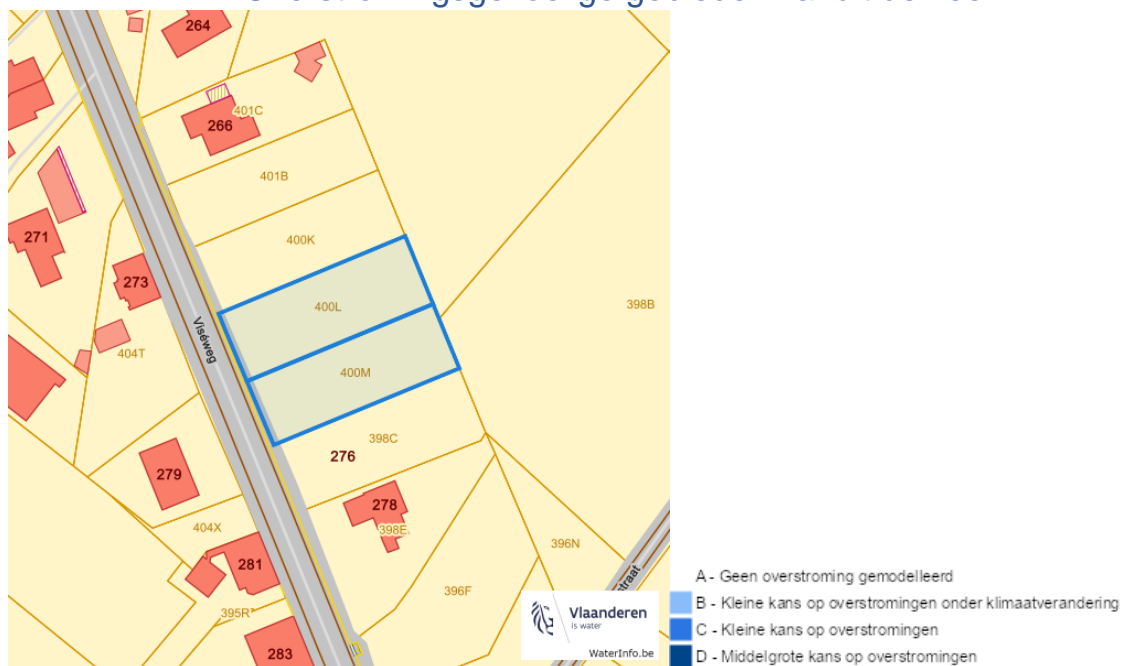 264
401C
266
401B
271
400K
273
398B
400L
Viséweg
404T
400M
398C
276
279
278
398E
404X
396N
281
straat
396F
395R
283
Vlaanderen
is water
WaterInfo.be
A - Geen overstroming gemodelleerd
B - Kleine kans op overstromingen onder klimaatverandering
C - Kleine kans op overstromingen
D - Middelgrote kans op overstromingen